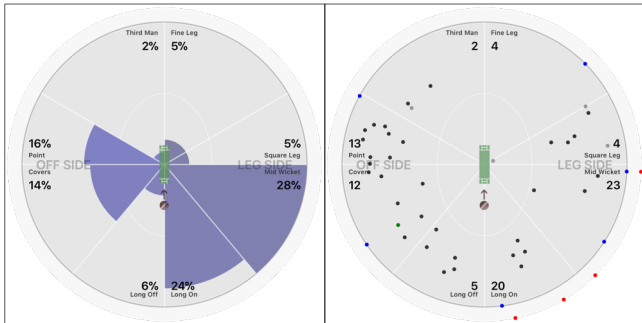 Third Man Fine Leg
2% 5%
16% 5%
Point Square Leg
OFF SIDE LEG SIDE
Covers Mid Wicket
14% 28%
6% 24%
Long Off Long On
Third Man Fine Leg
2 4
13 4
Point Square Leg
OFF SIDE LEG SIDE
Covers Mid Wicket
12 23
5 20
Long Off Long On